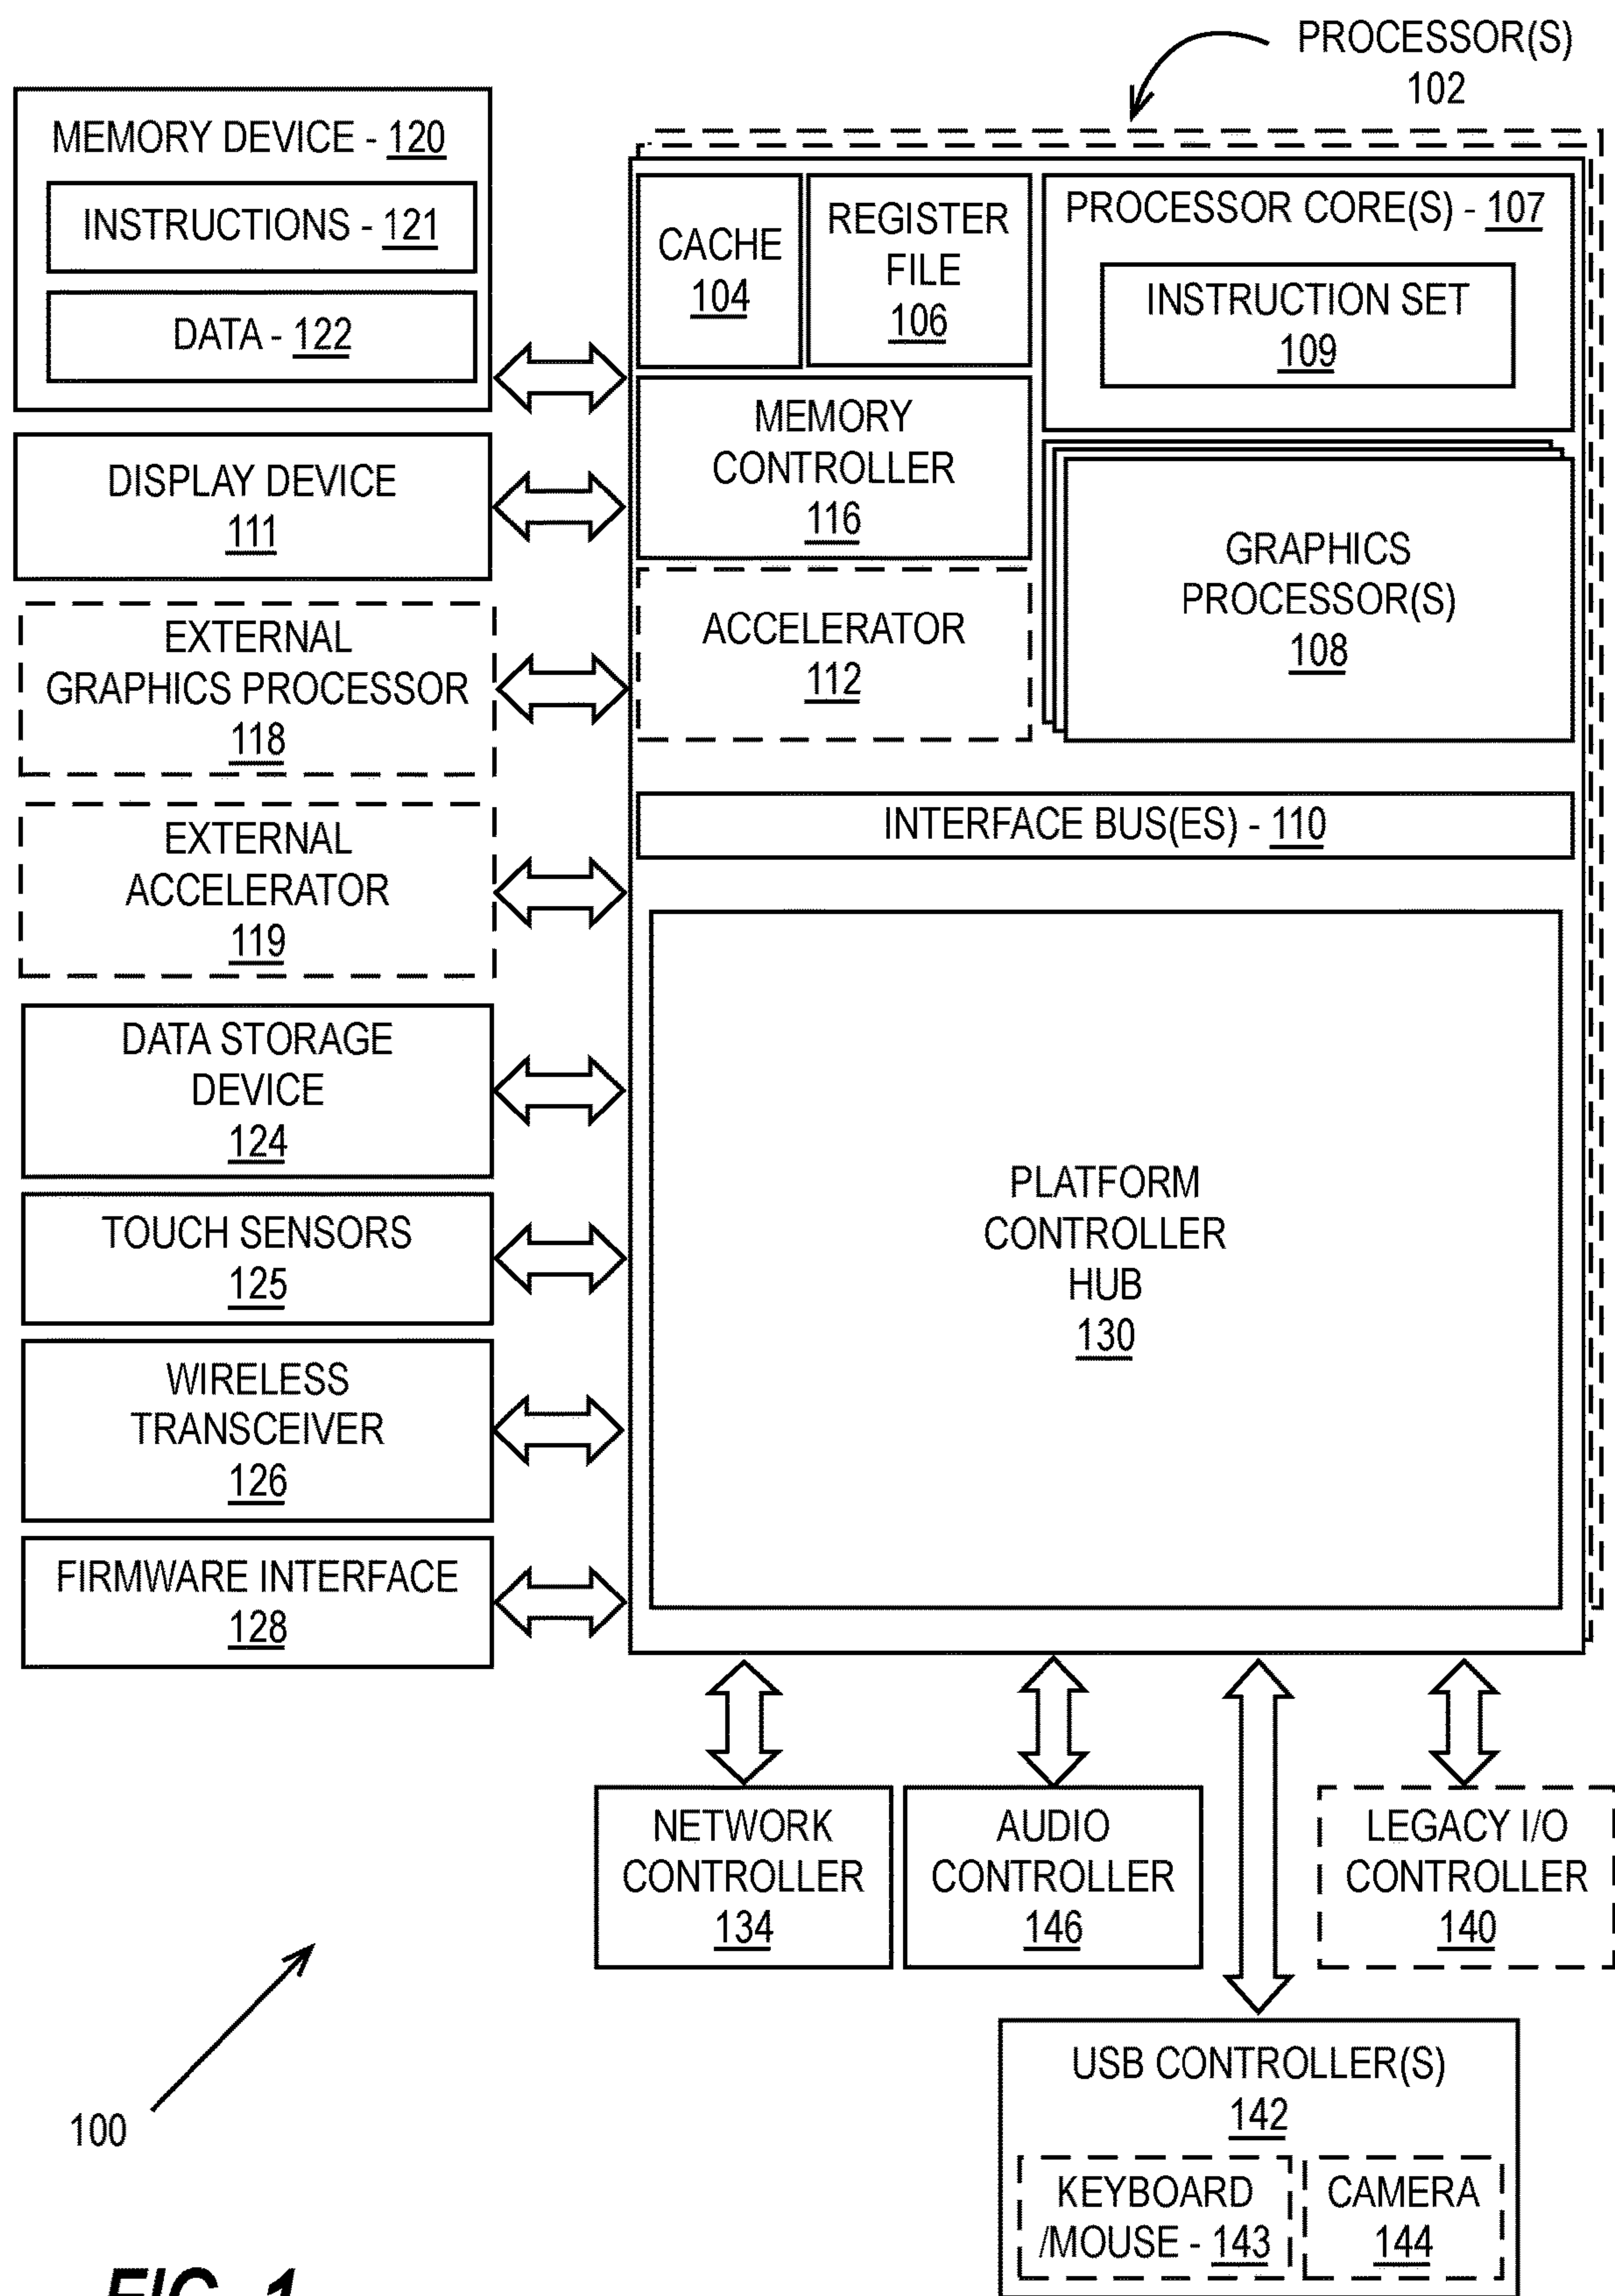 PROCESSOR(S)
102
MEMORY DEVICE - 120
INSTRUCTIONS - 121
DATA - 122
DISPLAY DEVICE
111
EXTERNAL
GRAPHICS PROCESSOR
118
EXTERNAL
ACCELERATOR
119
DATA STORAGE
DEVICE
124
TOUCH SENSORS
125
WIRELESS
TRANSCEIVER
126
FIRMWARE INTERFACE
128
CACHE
104
REGISTER
FILE
106
PROCESSOR CORE(S) - 107
INSTRUCTION SET
109
MEMORY
CONTROLLER
116
ACCELERATOR
112
GRAPHICS
PROCESSOR(S)
108
INTERFACE BUS(ES) - 110
PLATFORM
CONTROLLER
HUB
130
NETWORK
CONTROLLER
134
AUDIO
CONTROLLER
146
LEGACY I/O
CONTROLLER
140
USB CONTROLLER(S)
142
KEYBOARD
/MOUSE - 143
CAMERA
144
100
FIG. 1